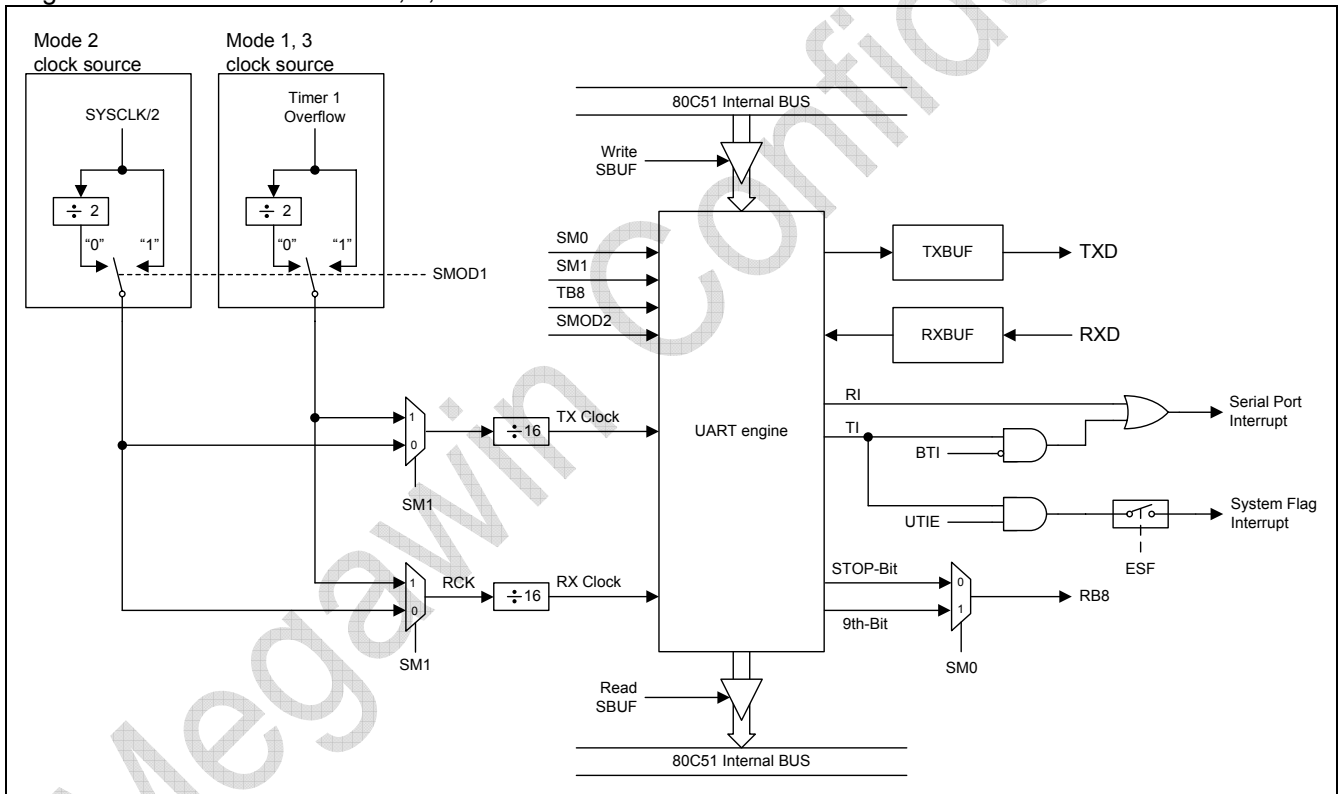 Mode 2
clock source
Mode 1, 3
clock source
SYSCLK/2
Timer 1
Overflow
÷ 2
÷ 2
“0”
“1”
“0”
“1”
SMOD1
80C51 Internal BUS
Write
SBUF
SM0
SM1
TB8
SMOD2
TXBUF
TXD
RXBUF
RXD
1
0
÷16
TX Clock
SM1
UART engine
RI
TI
BTI
Serial Port
Interrupt
UTIE
System Flag
Interrupt
ESF
1
0
RCK
÷16
RX Clock
SM1
STOP-Bit
9th-Bit
0
1
RB8
SM0
Read
SBUF
80C51 Internal BUS
Megawin